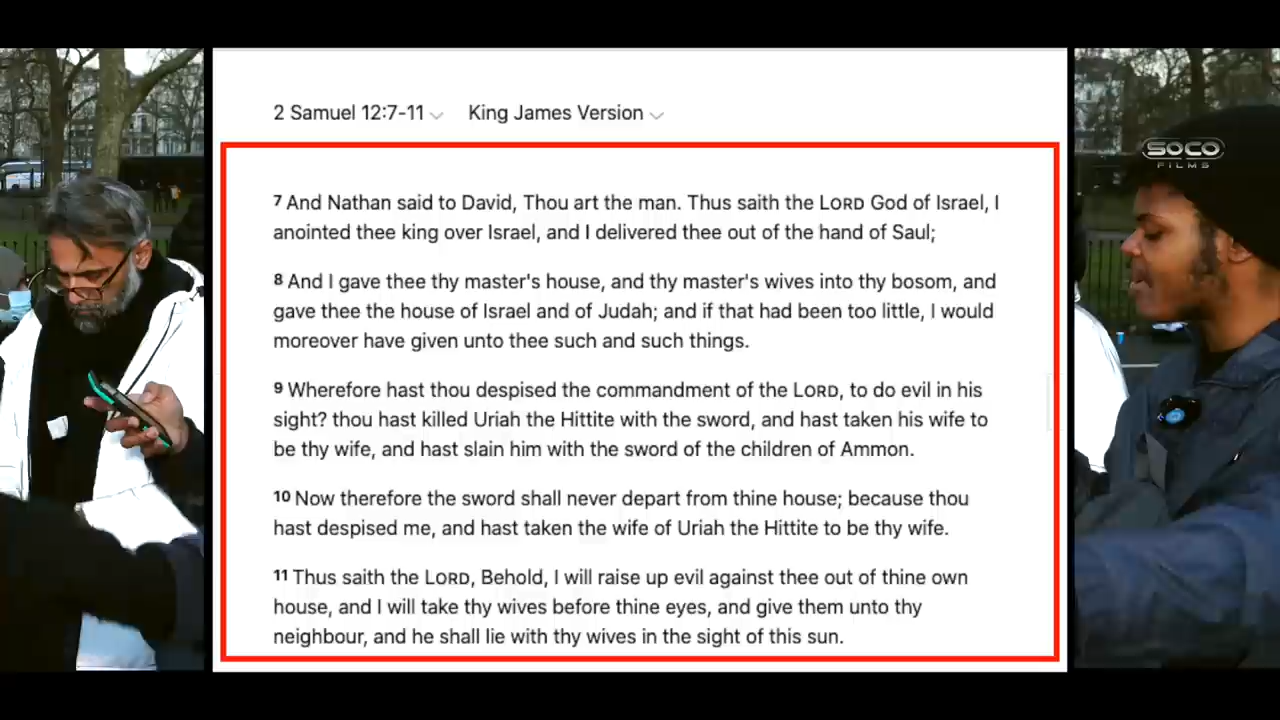 2 Samuel 12:7-11 King James Version
7 And Nathan said to David, Thou art the man. Thus saith the LORD God of Israel, I
anointed thee king over Israel, and I delivered thee out of the hand of Saul;
8 And I gave thee thy master's house, and thy master's wives into thy bosom, and
gave thee the house of Israel and of Judah; and if that had been too little, I would
moreover have given unto thee such and such things.
9 Wherefore hast thou despised the commandment of the LORD, to do evil in his
sight? thou hast killed Uriah the Hittite with the sword, and hast taken his wife to
be thy wife, and hast slain him with the sword of the children of Ammon.
10 Now therefore the sword shall never depart from thine house; because thou
hast despised me, and hast taken the wife of Uriah the Hittite to be thy wife.
11 Thus saith the LORD, Behold, I will raise up evil against thee out of thine own
house, and I will take thy wives before thine eyes, and give them unto thy
neighbour, and he shall lie with thy wives in the sight of this sun.
SOCO
FILMS